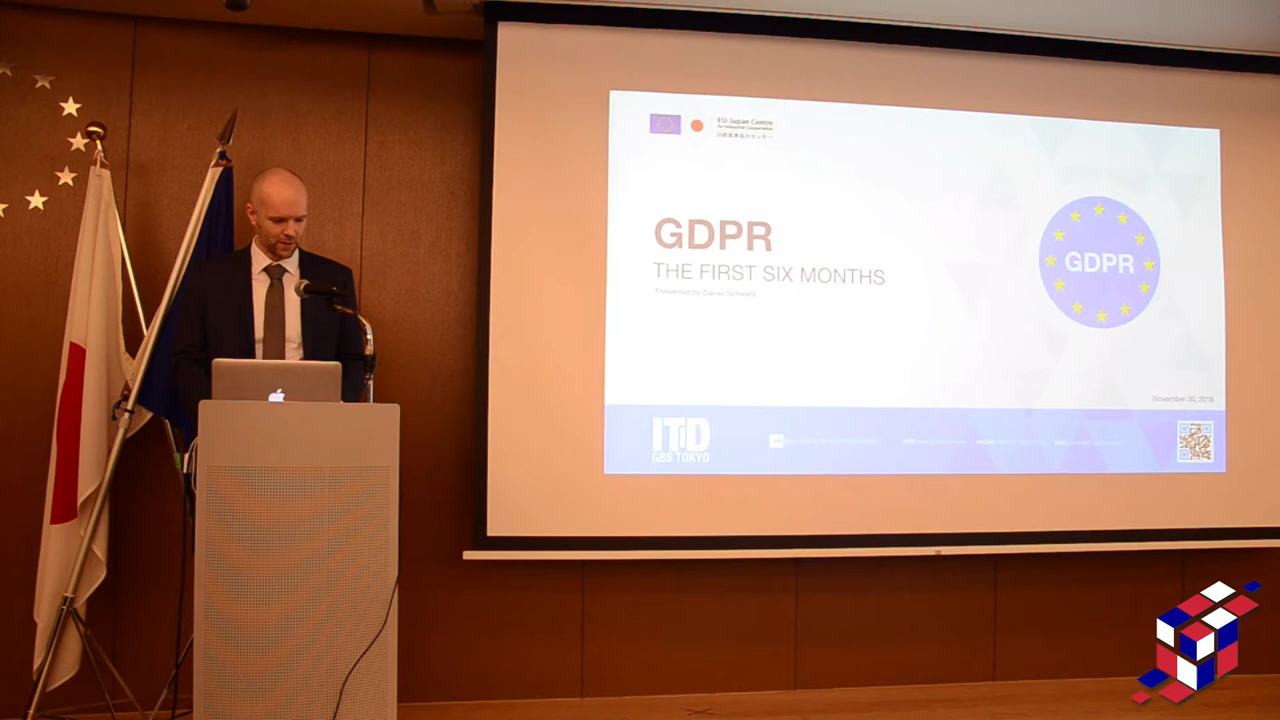 EU-Japan Centre
for Industrial Cooperation
日欧産業協力センター
GDPR
THE FIRST SIX MONTHS
Presented by Daniel Schwarz
GDPR
November 30, 2018
ITiD
GBS TOKYO